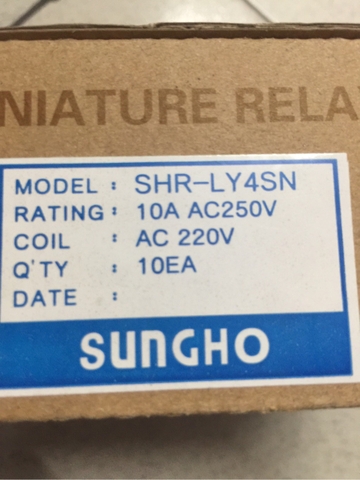 NIATURE RELA
MODEL : SHR-LY4SN
RATING : 10A AC250V
COIL : AC 220V
Q'TY : 10EA
DATE :
SUNGHO